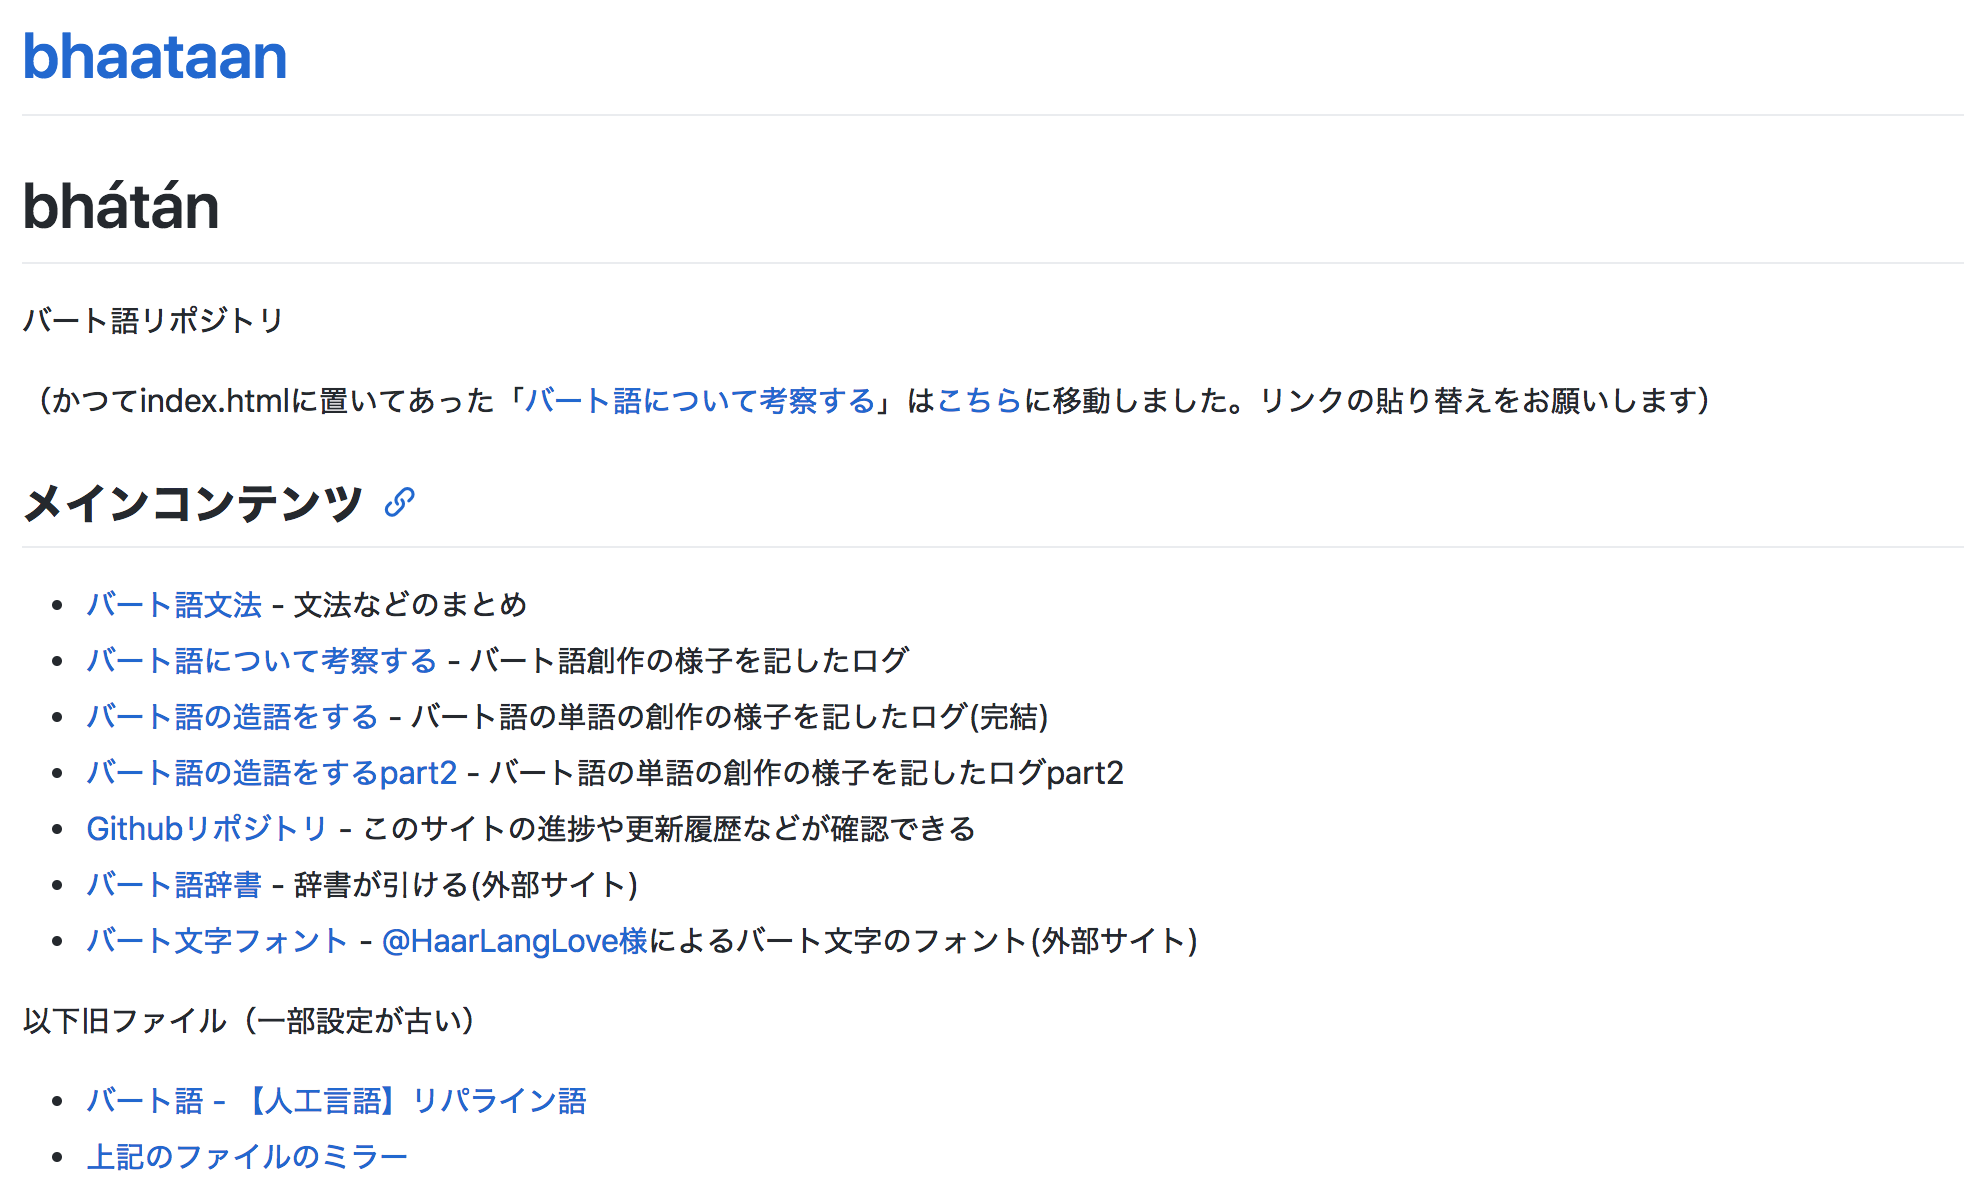 bhaataan
bhátán
バート語リポジトリ
（かつてindex.htmlに置いてあった「バート語について考察する」はこちらに移動しました。リンクの貼り替えをお願いします）
メインコンテンツ
バート語文法 - 文法などのまとめ
バート語について考察する - バート語創作の様子を記したログ
バート語の造語をする - バート語の単語の創作の様子を記したログ(完結)
バート語の造語をするpart2 - バート語の単語の創作の様子を記したログpart2
Githubリポジトリ - このサイトの進捗や更新履歴などが確認できる
バート語辞書 - 辞書が引ける(外部サイト)
バート文字フォント - @HaarLangLove様によるバート文字のフォント(外部サイト)
以下旧ファイル（一部設定が古い）
バート語 - 【人工言語】リパライン語
上記のファイルのミラー